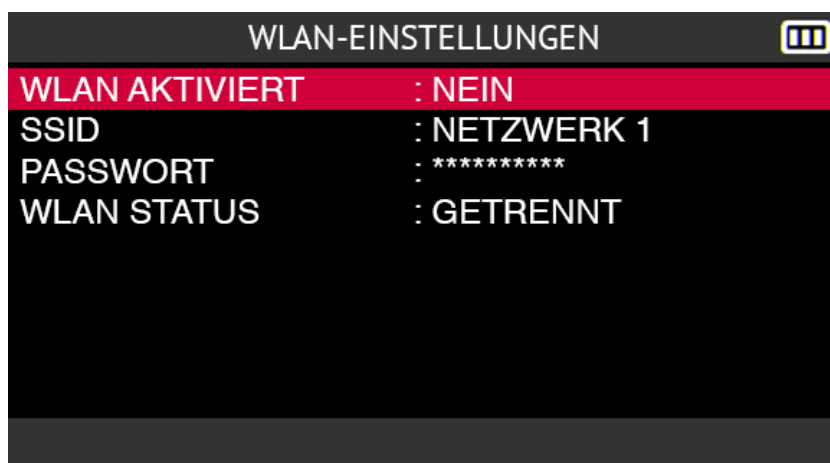 WLAN-EINSTELLUNGEN
WLAN AKTIVIERT : NEIN
SSID : NETZWERK 1
PASSWORT : **********
WLAN STATUS : GETRENNT